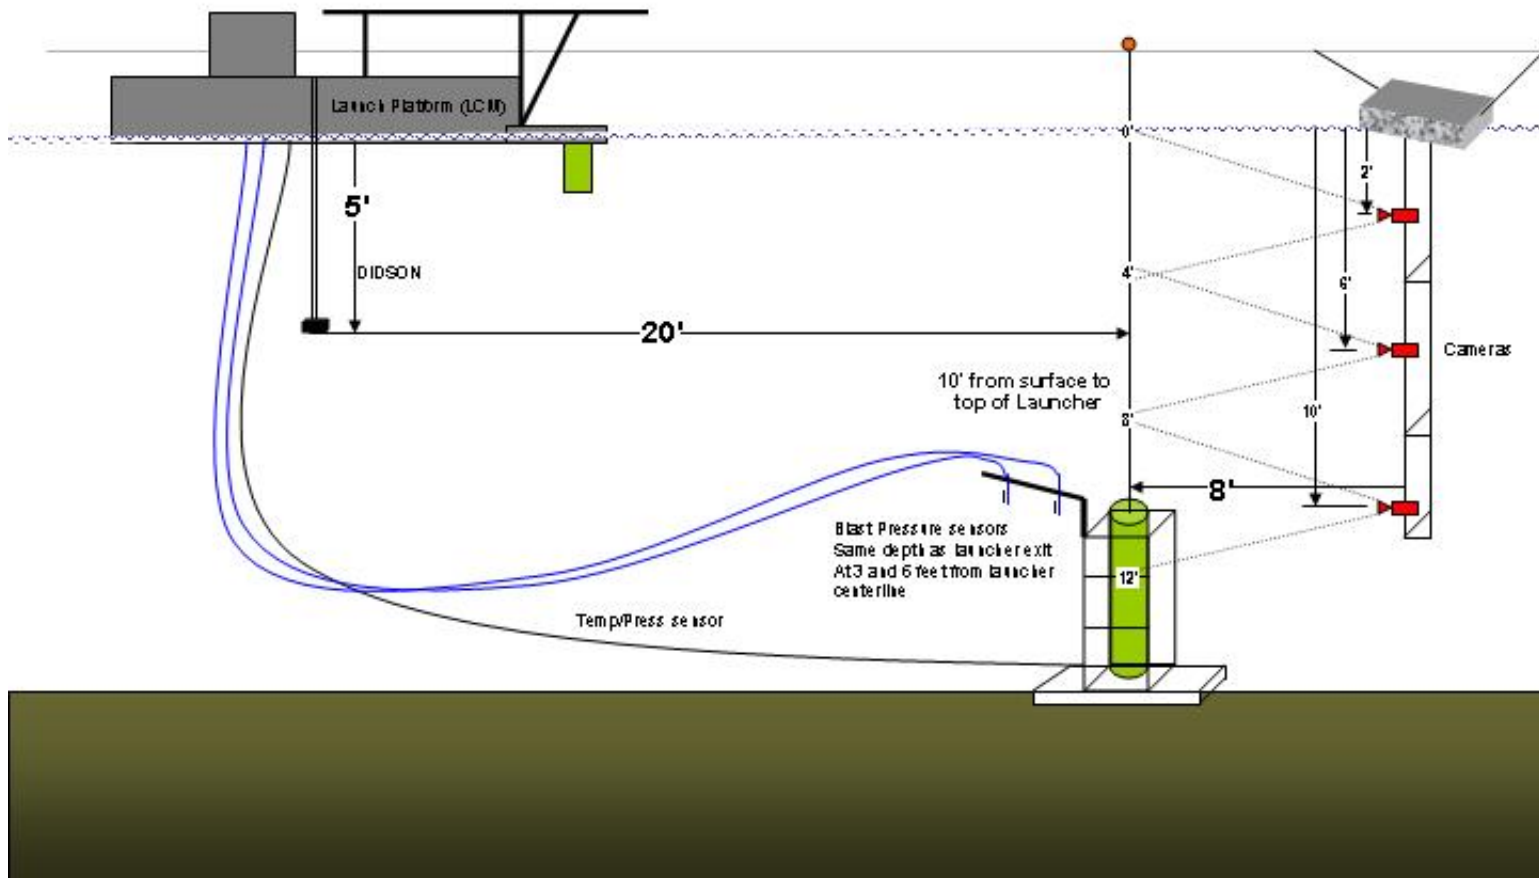 Launch Platform (LCM)
0'
2'
5'
DIDSON
4'
6'
20'
Cameras
10' from surface to
top of Launcher
8'
10'
8'
Blast Pressure sensors
Same depth as launcher exit
At 3 and 6 feet from launcher
centerline
12'
Temp/Press sensor